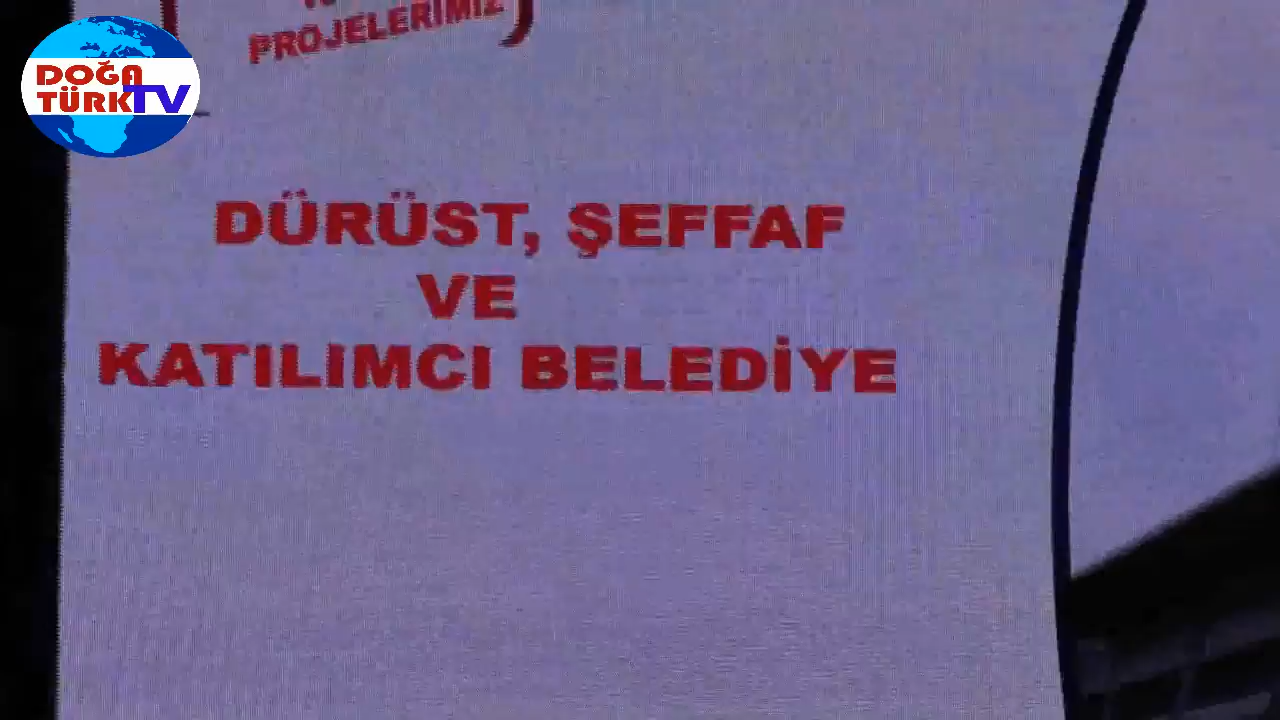 PROJELERİMİZ
DOĞA
TÜRK TV
DÜRÜST, ŞEFFAF
VE
KATILIMCI BELEDİYE